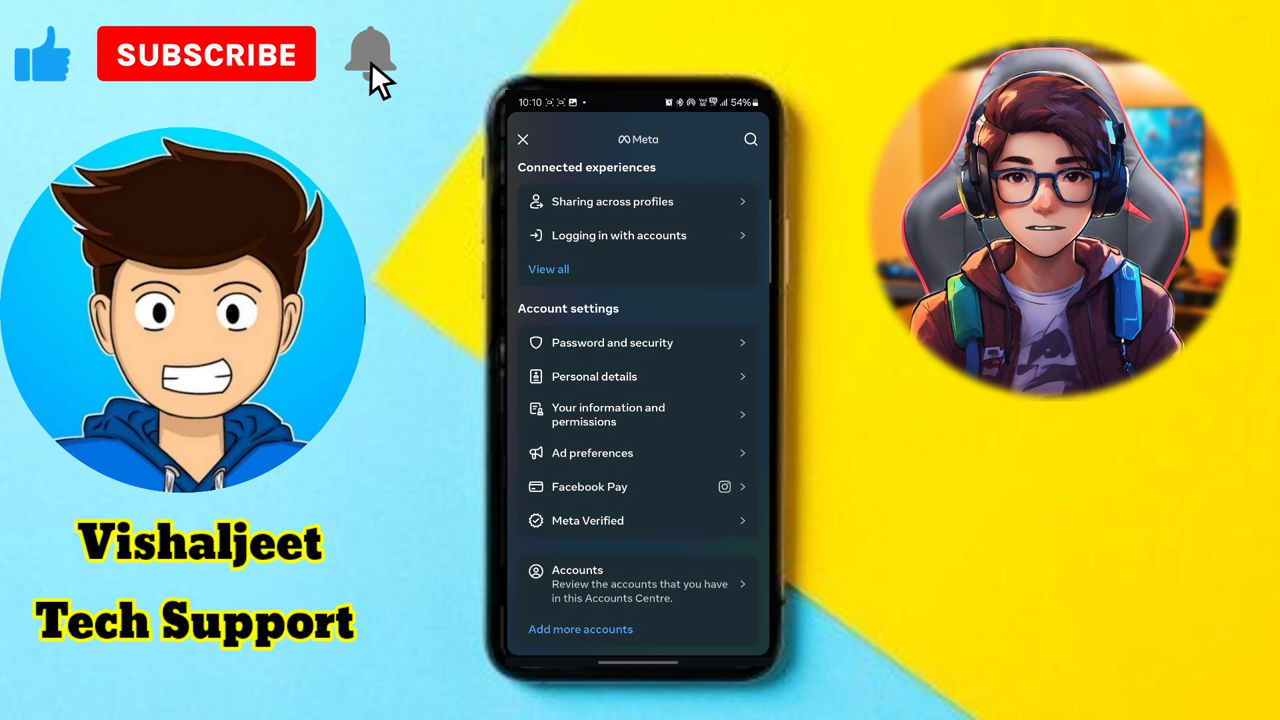 SUBSCRIBE
Vishaljeet
Tech Support
10:10
54%
Meta
Connected experiences
Sharing across profiles
Logging in with accounts
View all
Account settings
Password and security
Personal details
Your information and
permissions
Ad preferences
Facebook Pay
Meta Verified
Accounts
Review the accounts that you have
in this Accounts Centre.
Add more accounts